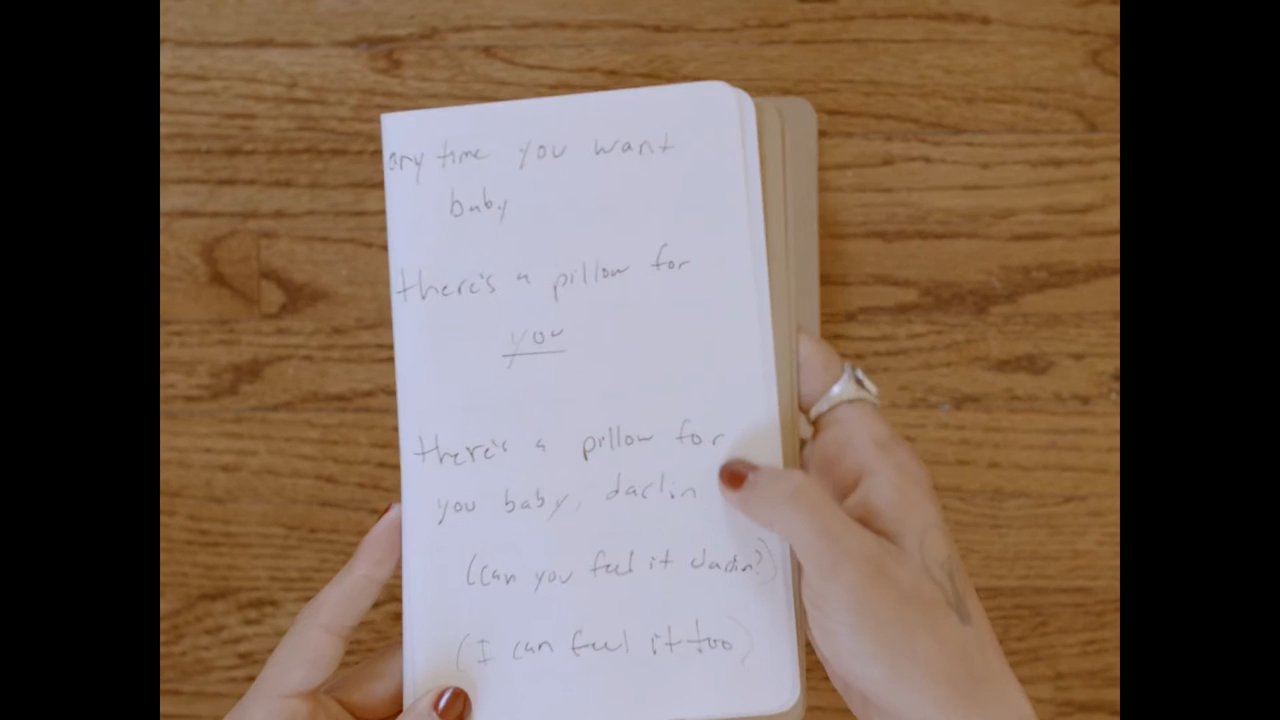 any time you want
baby
there's a pillow for
you
there's a pillow for
you baby, darlin
(can you feel it darlin?)
(I can feel it too)